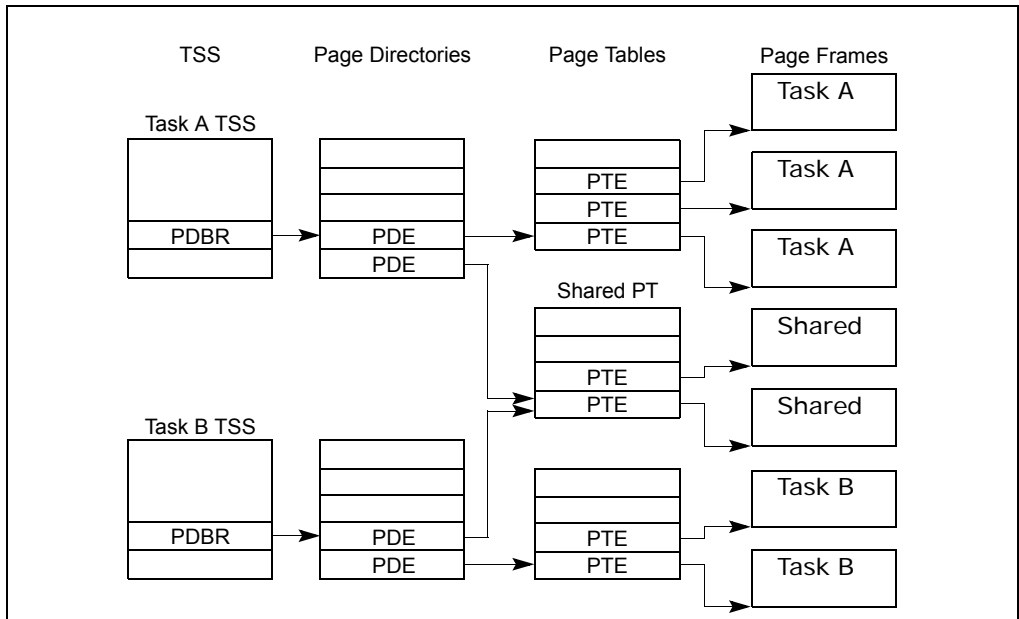 TSS Page Directories Page Tables Page Frames
Task A
Task A TSS
Task A
PTE
PTE
PDBR PDE PTE
Task A
PDE
Shared PT
Shared
PTE
PTE
Shared
Task B TSS
Task B
PDBR PDE PTE
PDE PTE
Task B